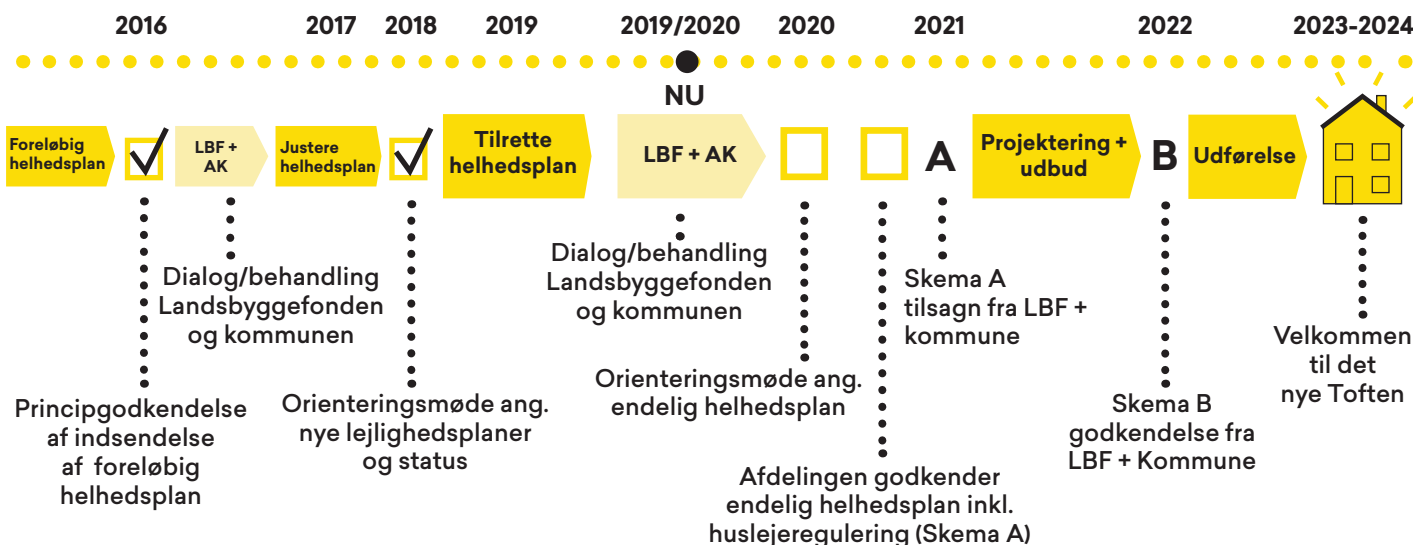 2016
2017
2018
2019
2019/2020
2020
2021
2022
2023-2024
NU
Foreløbig
helhedsplan
LBF +
AK
Justere
helhedsplan
Tilrette
helhedsplan
LBF + AK
A
Projektering +
udbud
B
Udførelse
Principgodkendelse
af indsendelse
af foreløbig
helhedsplan
Dialog/behandling
Landsbyggefonden
og kommunen
Orienteringsmøde ang.
nye lejlighedsplaner
og status
Dialog/behandling
Landsbyggefonden
og kommunen
Orienteringsmøde ang.
endelig helhedsplan
Afdelingen godkender
endelig helhedsplan inkl.
huslejeregulering (Skema A)
Skema A
tilsagn fra LBF +
kommune
Skema B
godkendelse fra
LBF + Kommune
Velkommen
til det
nye Toften